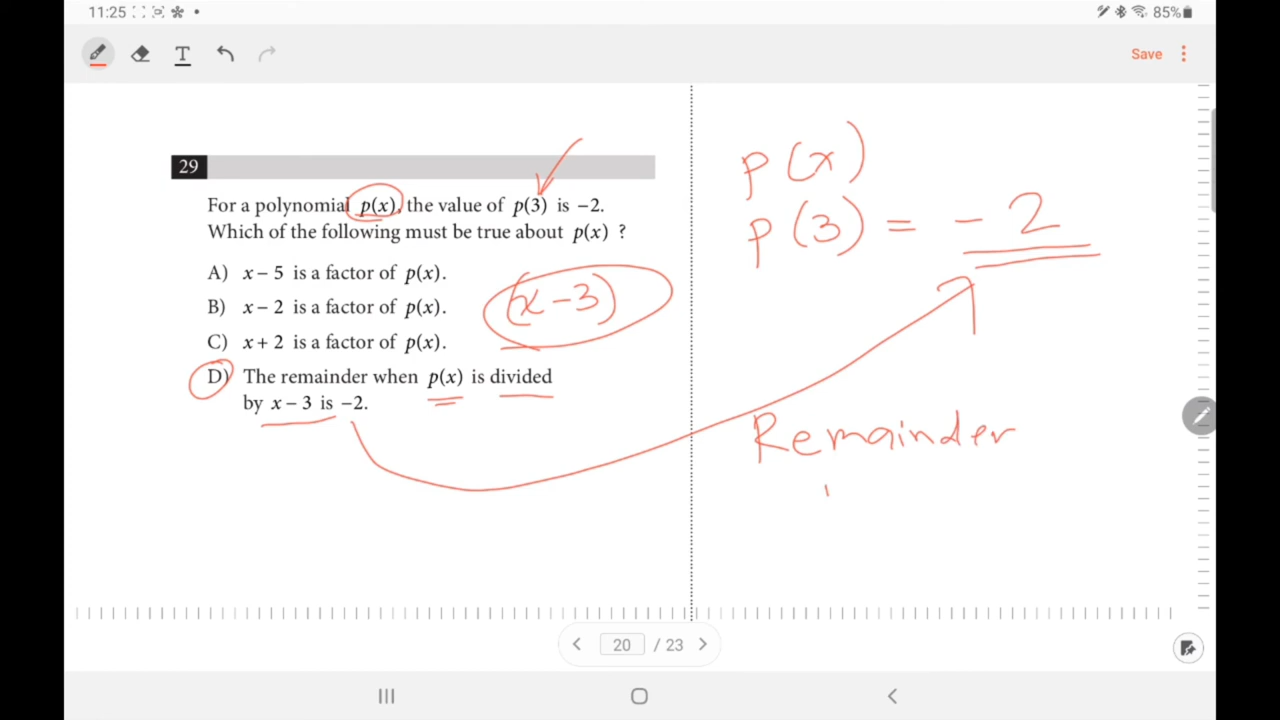 11:25
85%
T
Save
29
For a polynomial p(x), the value of p(3) is −2.
Which of the following must be true about p(x) ?
A) x − 5 is a factor of p(x).
B) x − 2 is a factor of p(x).
C) x + 2 is a factor of p(x).
D) The remainder when p(x) is divided
by x − 3 is −2.
(x−3)
p(x)
p(3) = −2
Remainder
20 / 23